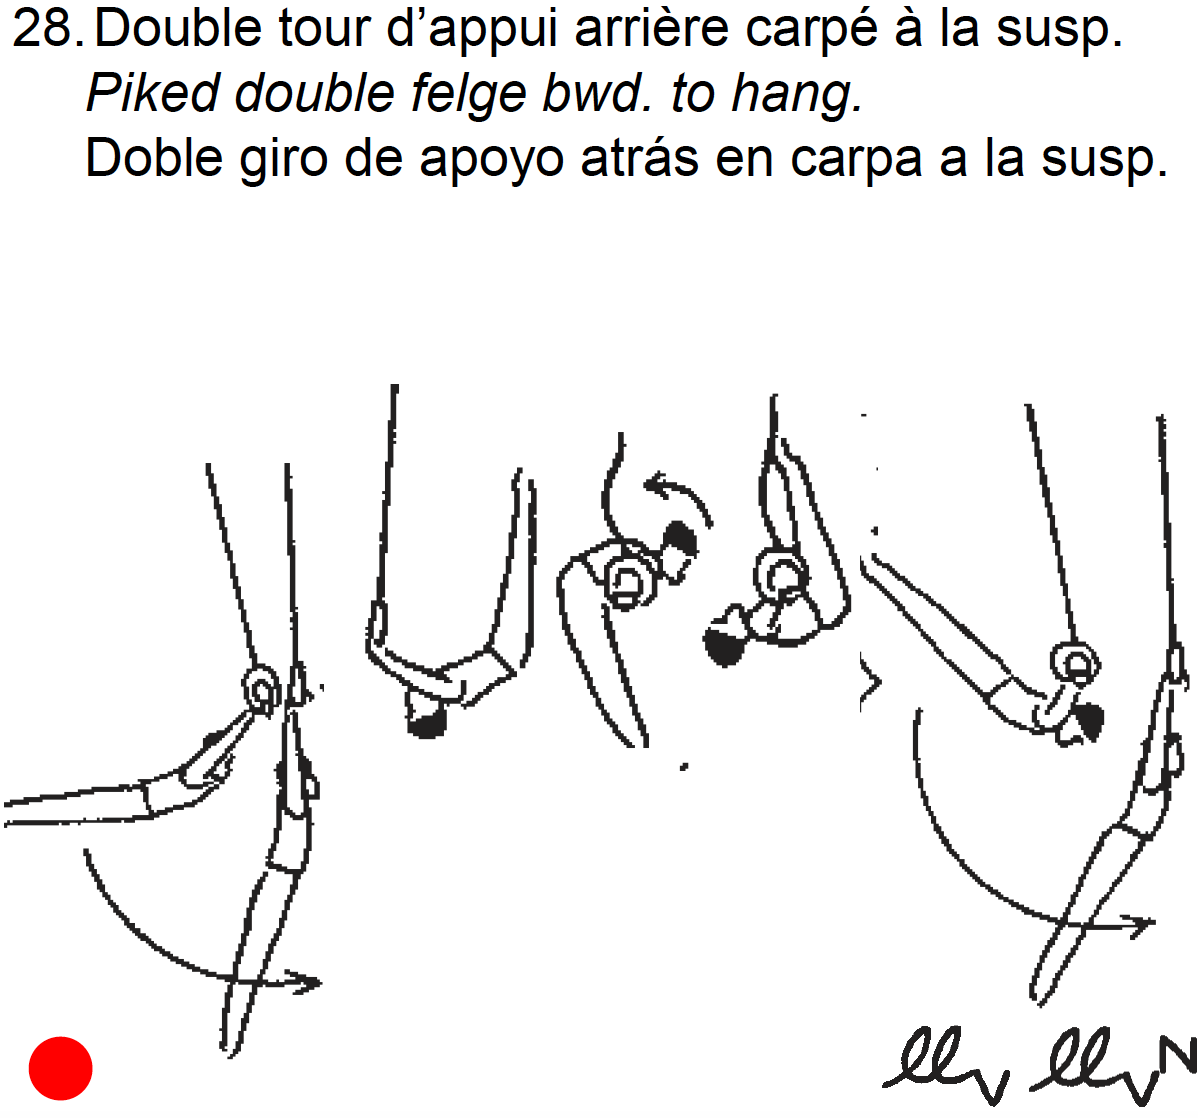 28. Double tour d’appui arrière carpé à la susp.
Piked double felge bwd. to hang.
Doble giro de apoyo atrás en carpa a la susp.